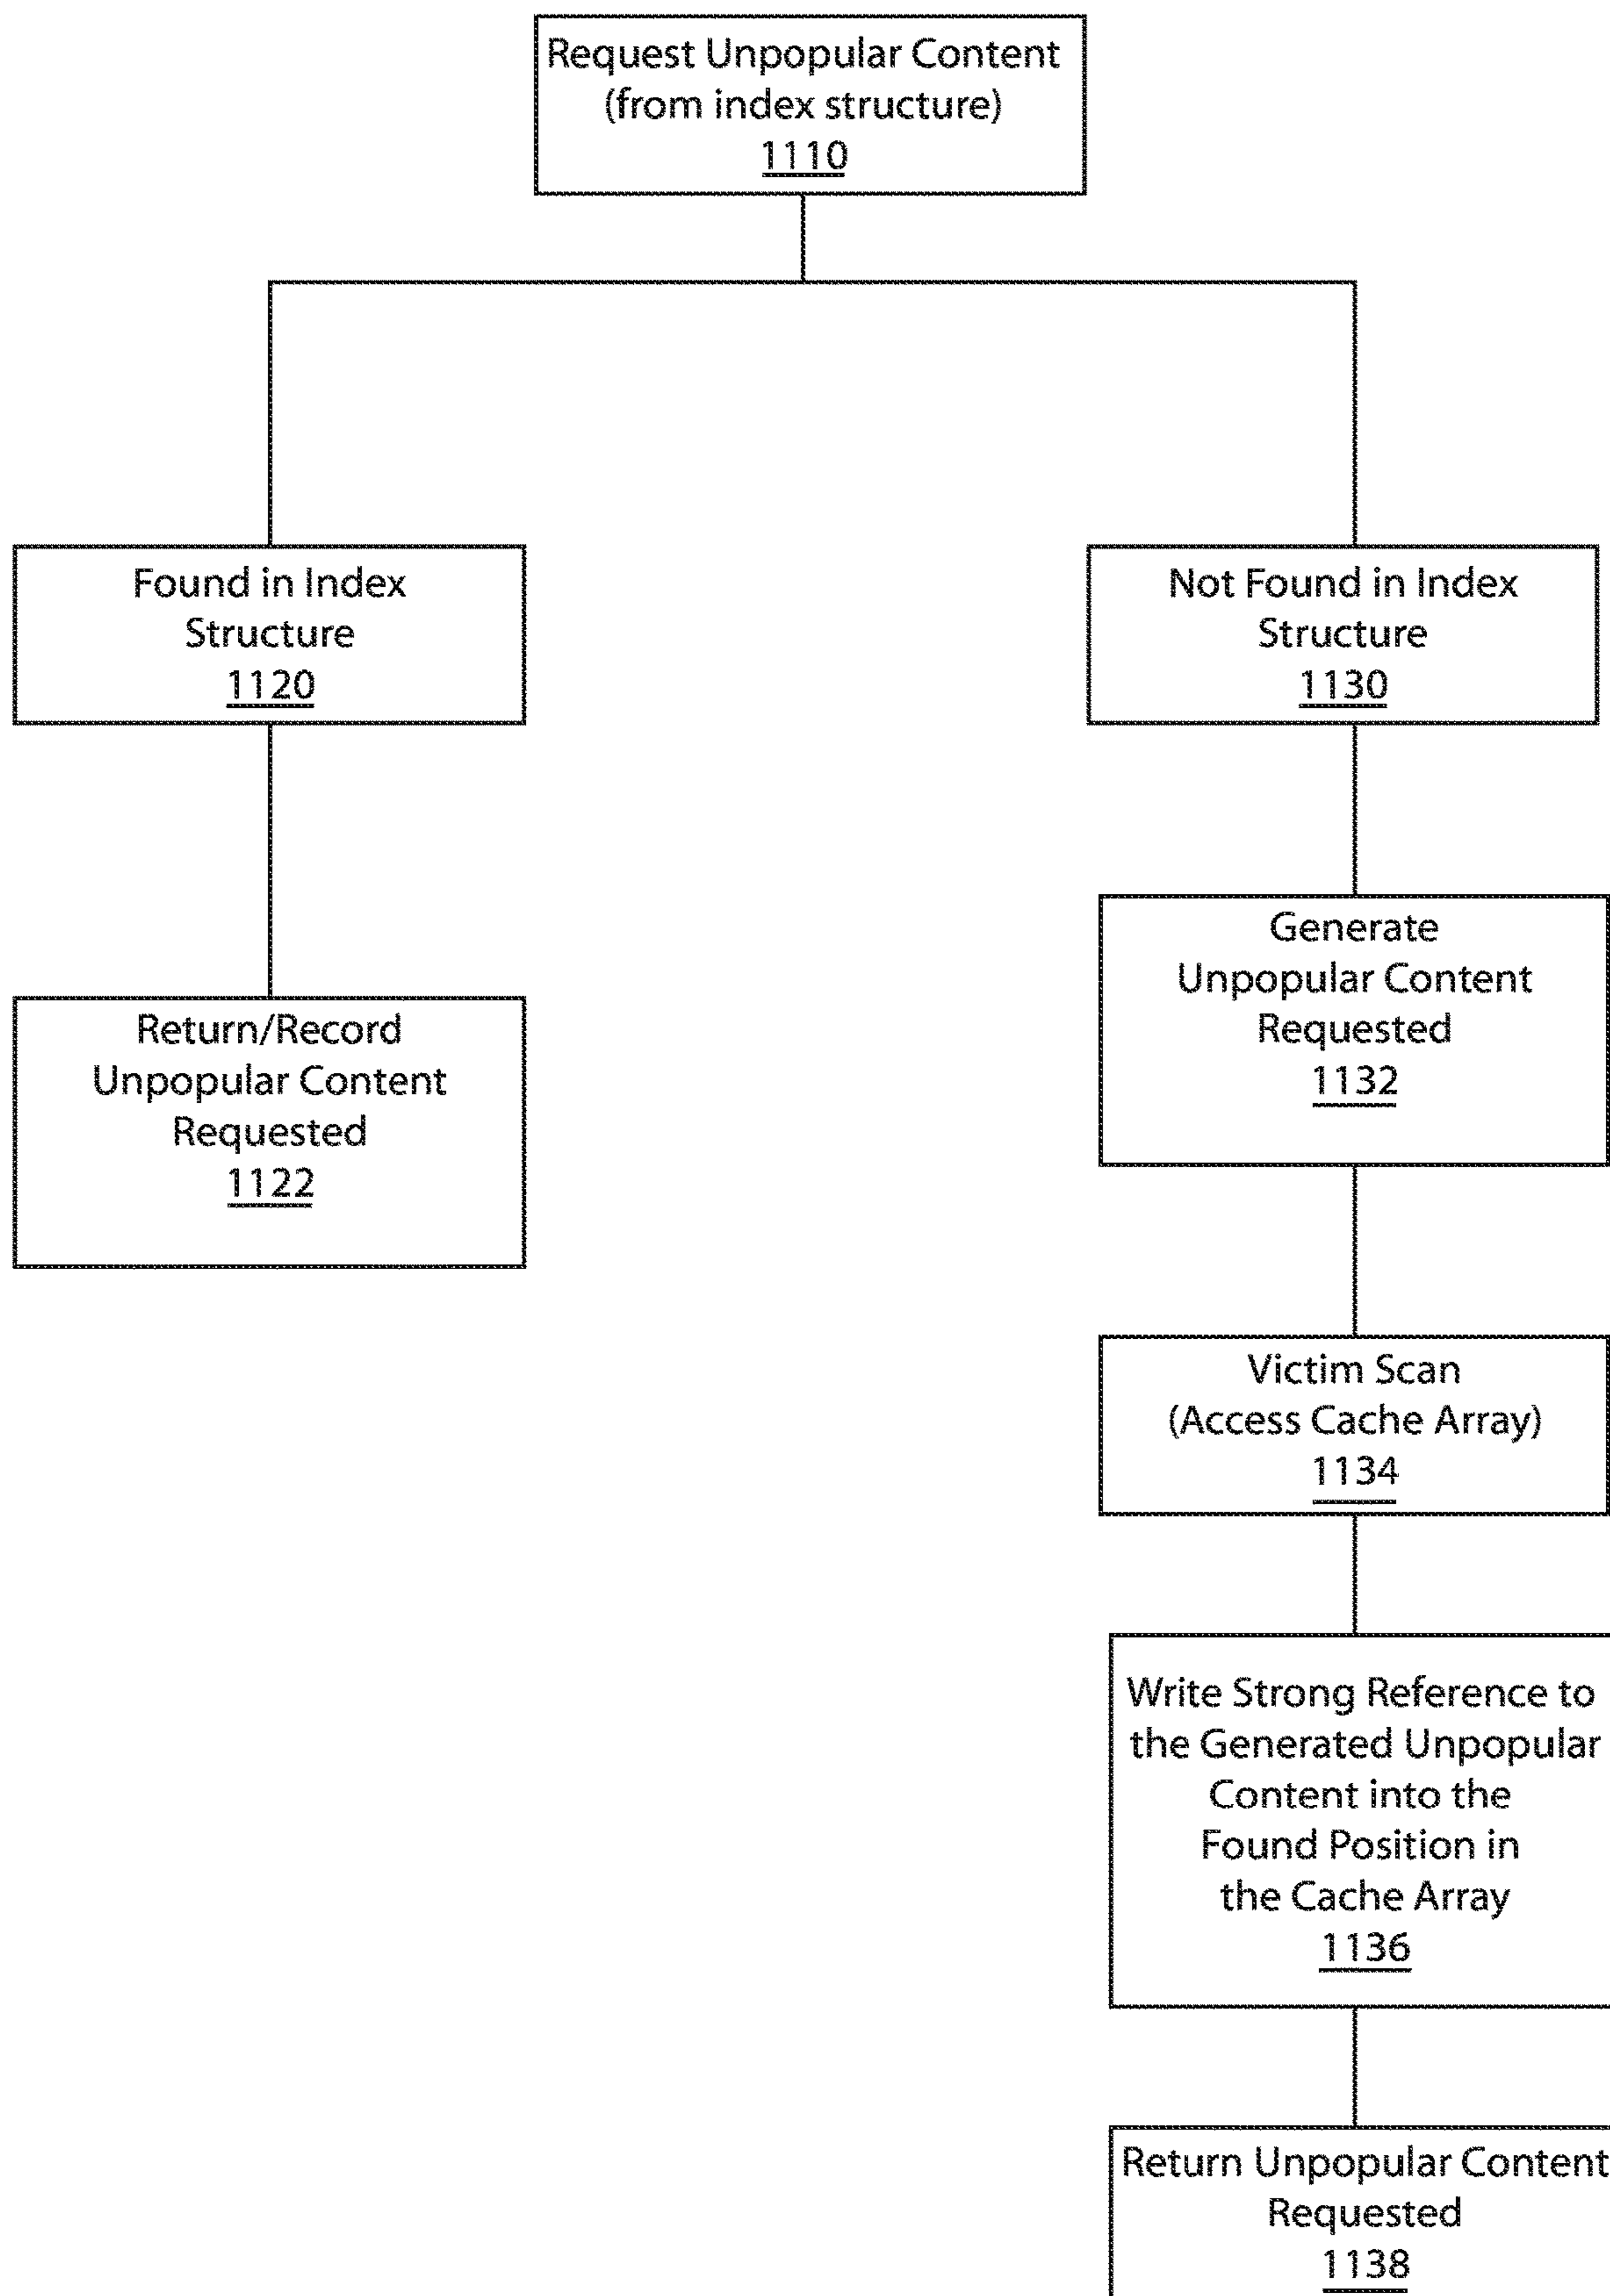 Request Unpopular Content
(from index structure)
1110
Found in Index
Structure
1120
Not Found in Index
Structure
1130
Return/Record
Unpopular Content
Requested
1122
Generate
Unpopular Content
Requested
1132
Victim Scan
(Access Cache Array)
1134
Write Strong Reference to
the Generated Unpopular
Content into the
Found Position in
the Cache Array
1136
Return Unpopular Content
Requested
1138